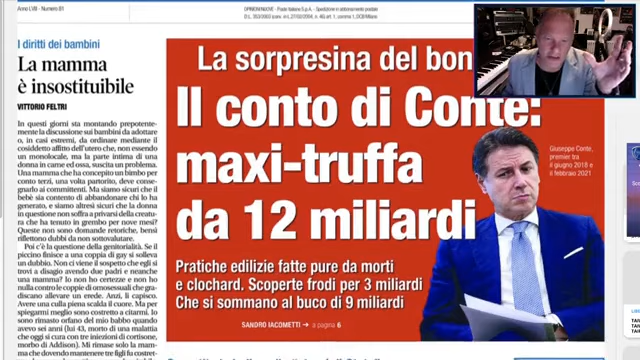 Anno LVIII - Numero 81
OPINIONI NUOVE - Poste Italiane S.p.A. - Spedizione in abbonamento postale
I diritti dei bambini
La mamma
è insostituibile
VITTORIO FELTRI
In questi giorni sta montando prepotente-
mente la discussione sui bambini da adottare
o, in casi estremi, da ordinare mediante il
cosiddetto affitto dell'utero che, non essendo
un monolocale, ma la parte intima di una
donna in carne ed ossa, suscita un problema.
Una mamma che ha concepito un bimbo per
conto terzi, una volta partorito, deve conse-
gnarlo ai committenti. Ma siamo sicuri che il
bebè sia contento di abbandonare chi lo ha
generato, e siamo altresì sicuri che la donna
in questione non soffra a privarsi della creatu-
ra che ha tenuto in grembo per nove mesi?
Queste non sono domande retoriche, bensì
riflettono dubbi da non sottovalutare.
Poi c'è la questione della genitorialità. Se il
piccino finisce a una coppia di gay si solleva
un dubbio. Non ci viene il sospetto che egli si
trovi a disagio avendo due padri e neanche
una mamma? Io non ho certezze e non ho
nulla contro le coppie di omosessuali che gra-
discano allevare un erede. Anzi, li capisco.
Avere una culla piena scalda il cuore. Ma per
spiegarmi meglio sono costretto a citarmi. Io
sono rimasto orfano del mio babbo quando
avevo sei anni (lui 43, morto di una malattia
che oggi si cura con tre iniezioni di cortisone,
morbo di Addison). Mi rimase solo la mam-
ma che dovendo mantenere tre figli fu costret-
La sorpresina del bon
Il conto di Conte:
maxi-truffa
da 12 miliardi
Giuseppe Conte,
premier tra
il giugno 2018 e
il febbraio 2021
Pratiche edilizie fatte pure da morti
e clochard. Scoperte frodi per 3 miliardi
Che si sommano al buco di 9 miliardi
SANDRO IACOMETTI → a pagina 6